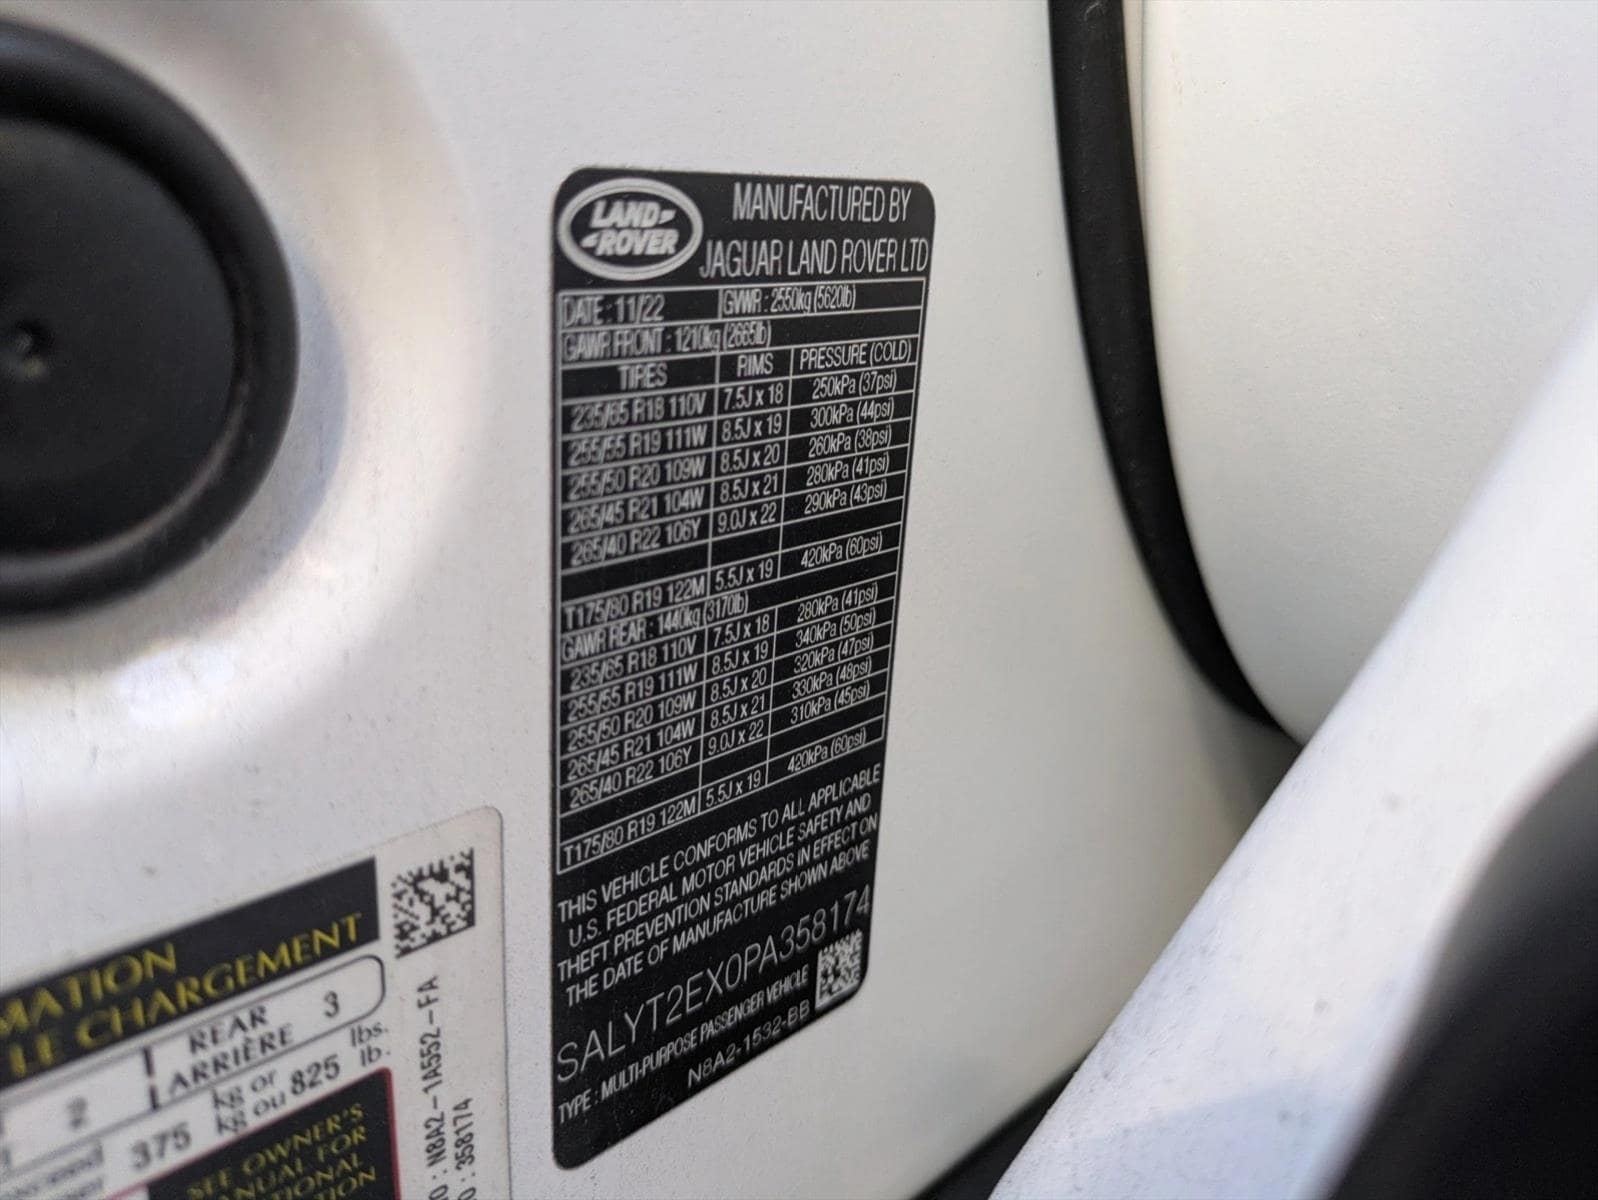 LAND ROVER
MANUFACTURED BY
JAGUAR LAND ROVER LTD
DATE : 11/22 GVWR : 2550kg (5620lb)
GAWR FRONT : 1210kg (2665lb)
TIRES RIMS PRESSURE (COLD)
235/65 R18 110V 7.5J x 18 250kPa (37psi)
255/55 R19 111W 8.5J x 19 300kPa (44psi)
255/50 R20 109W 8.5J x 20 260kPa (38psi)
265/45 R21 104W 8.5J x 21 280kPa (41psi)
265/40 R22 106Y 9.0J x 22 290kPa (43psi)
T175/80 R19 122M 5.5J x 19 420kPa (60psi)
GAWR REAR : 1440kg (3170lb)
235/65 R18 110V 7.5J x 18 280kPa (41psi)
255/55 R19 111W 8.5J x 19 340kPa (50psi)
255/50 R20 109W 8.5J x 20 320kPa (47psi)
265/45 R21 104W 8.5J x 21 330kPa (48psi)
265/40 R22 106Y 9.0J x 22 310kPa (45psi)
T175/80 R19 122M 5.5J x 19 420kPa (60psi)
THIS VEHICLE CONFORMS TO ALL APPLICABLE
U.S. FEDERAL MOTOR VEHICLE SAFETY AND
THEFT PREVENTION STANDARDS IN EFFECT ON
THE DATE OF MANUFACTURE SHOWN ABOVE
SALYT2EX0PA358174
TYPE : MULTI-PURPOSE PASSENGER VEHICLE
N8A2-1532-BB
MATION
LE CHARGEMENT
2 REAR 3
ARRIÈRE
375 kg or 825 lbs.
kg ou lb.
SEE OWNER'S
ANUAL FOR
TIONAL
TION
: N8A2-1A552-FA
: 358174